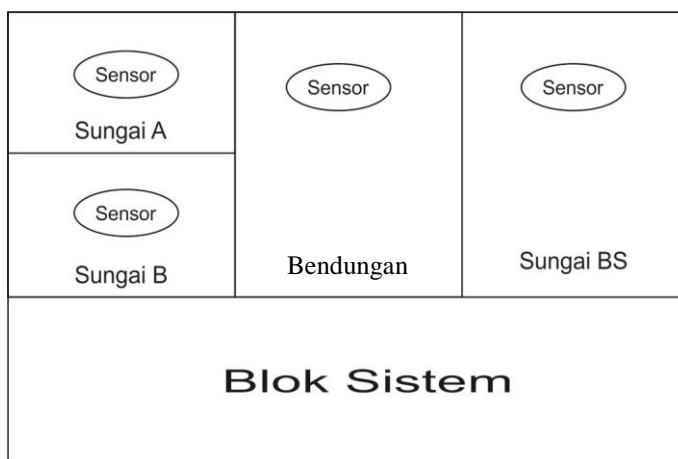 Sensor
Sungai A
Sensor
Sungai B
Sensor
Bendungan
Sensor
Sungai BS
Blok Sistem